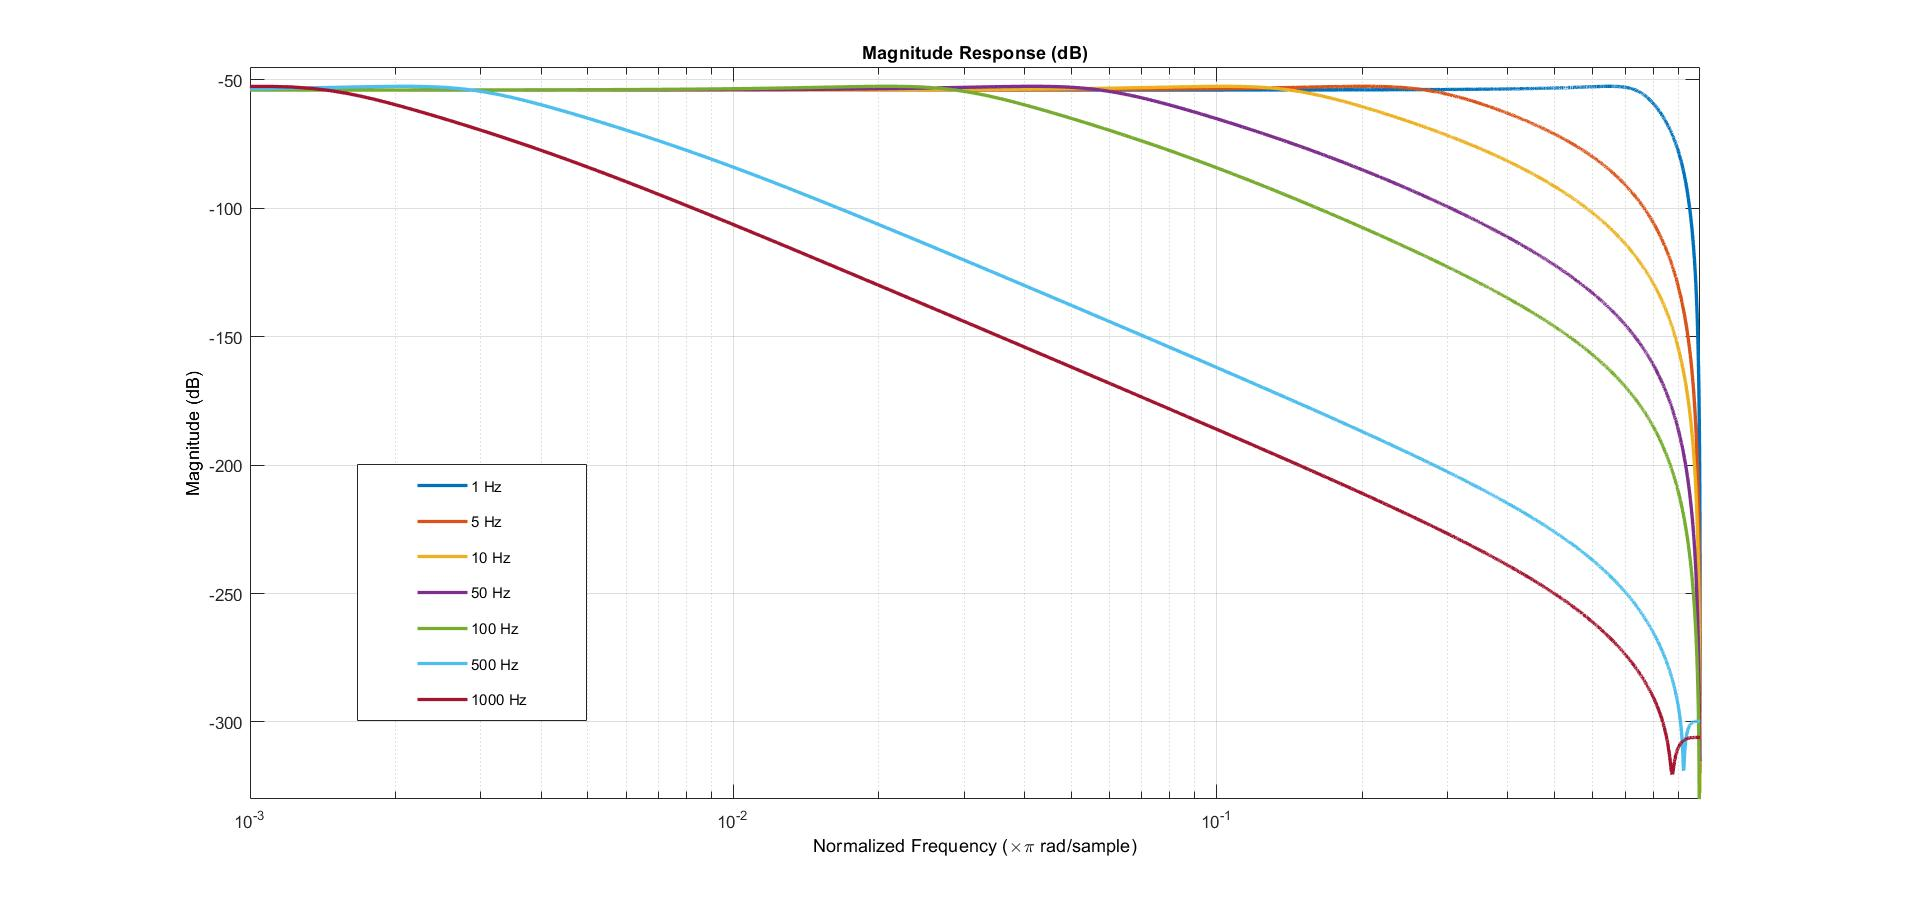 Magnitude Response (dB)
-50
-100
-150
-200
-250
-300
Magnitude (dB)
1 Hz
5 Hz
10 Hz
50 Hz
100 Hz
500 Hz
1000 Hz
10-3 10-2 10-1
Normalized Frequency (×π rad/sample)